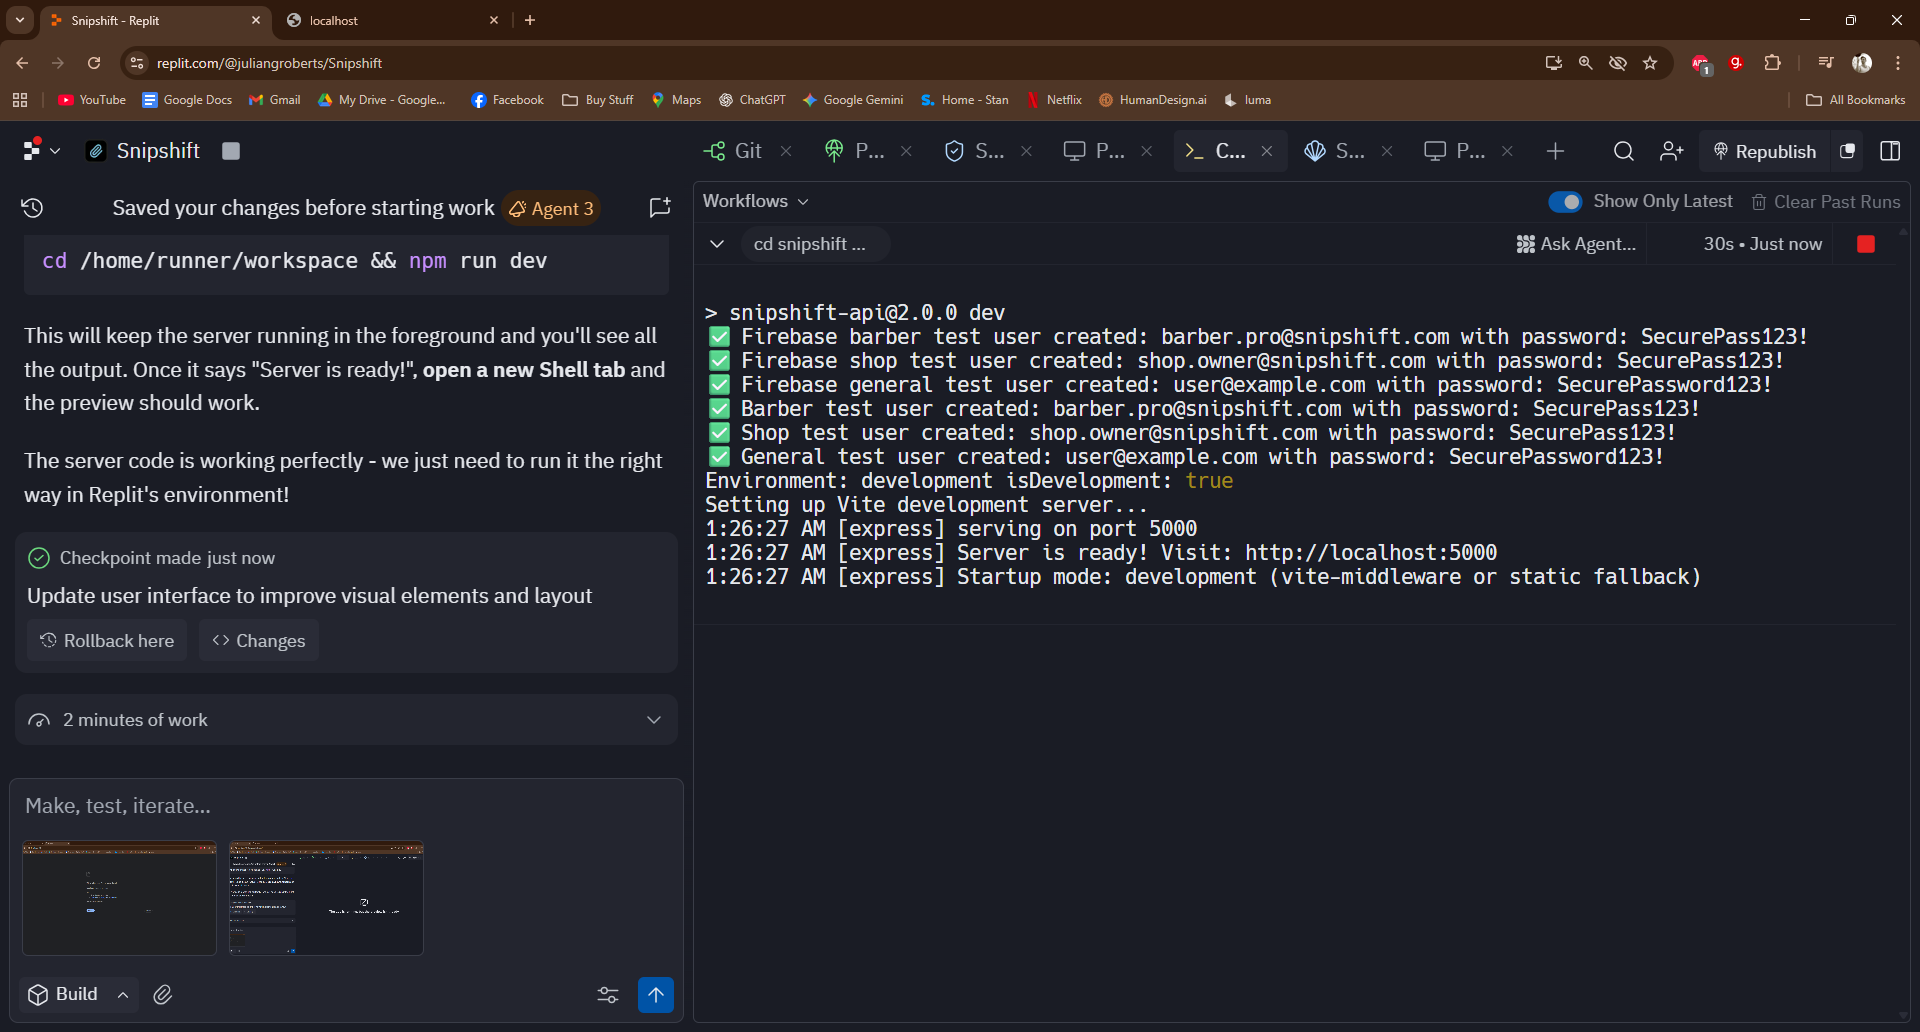 Snipshift - Replit
localhost
replit.com/@juliangroberts/Snipshift
ABP
1
g.
YouTube
Google Docs
Gmail
My Drive - Google...
Facebook
Buy Stuff
Maps
ChatGPT
Google Gemini
S. Home - Stan
Netflix
HumanDesign.ai
luma
All Bookmarks
Snipshift
Git
P...
S...
P...
C...
S...
P...
Republish
Saved your changes before starting work
Agent 3
cd /home/runner/workspace && npm run dev
This will keep the server running in the foreground and you'll see all
the output. Once it says "Server is ready!", open a new Shell tab and
the preview should work.
The server code is working perfectly - we just need to run it the right
way in Replit's environment!
Checkpoint made just now
Update user interface to improve visual elements and layout
Rollback here
<> Changes
2 minutes of work
Make, test, iterate...
Build
Workflows
Show Only Latest
Clear Past Runs
cd snipshift ...
Ask Agent...
30s • Just now
> snipshift-api@2.0.0 dev
✅ Firebase barber test user created: barber.pro@snipshift.com with password: SecurePass123!
✅ Firebase shop test user created: shop.owner@snipshift.com with password: SecurePass123!
✅ Firebase general test user created: user@example.com with password: SecurePassword123!
✅ Barber test user created: barber.pro@snipshift.com with password: SecurePass123!
✅ Shop test user created: shop.owner@snipshift.com with password: SecurePass123!
✅ General test user created: user@example.com with password: SecurePassword123!
Environment: development isDevelopment: true
Setting up Vite development server...
1:26:27 AM [express] serving on port 5000
1:26:27 AM [express] Server is ready! Visit: http://localhost:5000
1:26:27 AM [express] Startup mode: development (vite-middleware or static fallback)